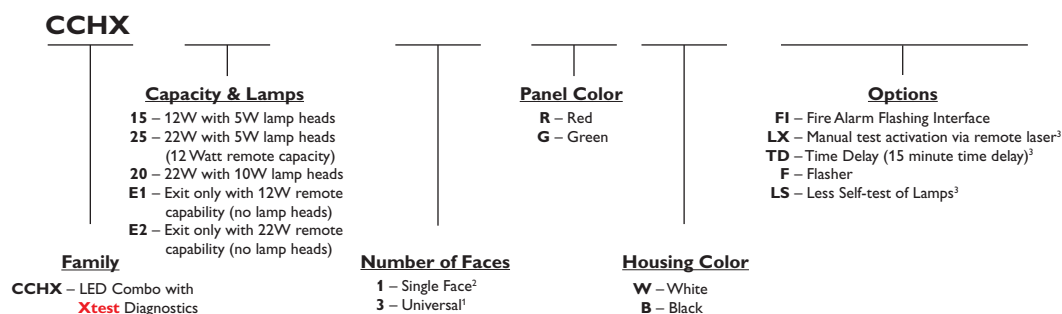 CCHX
Capacity & Lamps
15 – 12W with 5W lamp heads
25 – 22W with 5W lamp heads
(12 Watt remote capacity)
20 – 22W with 10W lamp heads
E1 – Exit only with 12W remote
capability (no lamp heads)
E2 – Exit only with 22W remote
capability (no lamp heads)
Panel Color
R – Red
G – Green
Options
FI – Fire Alarm Flashing Interface
LX – Manual test activation via remote laser³
TD – Time Delay (15 minute time delay)³
F – Flasher
LS – Less Self-test of Lamps³
Family
CCHX – LED Combo with
Xtest Diagnostics
Number of Faces
1 – Single Face²
3 – Universal¹
Housing Color
W – White
B – Black